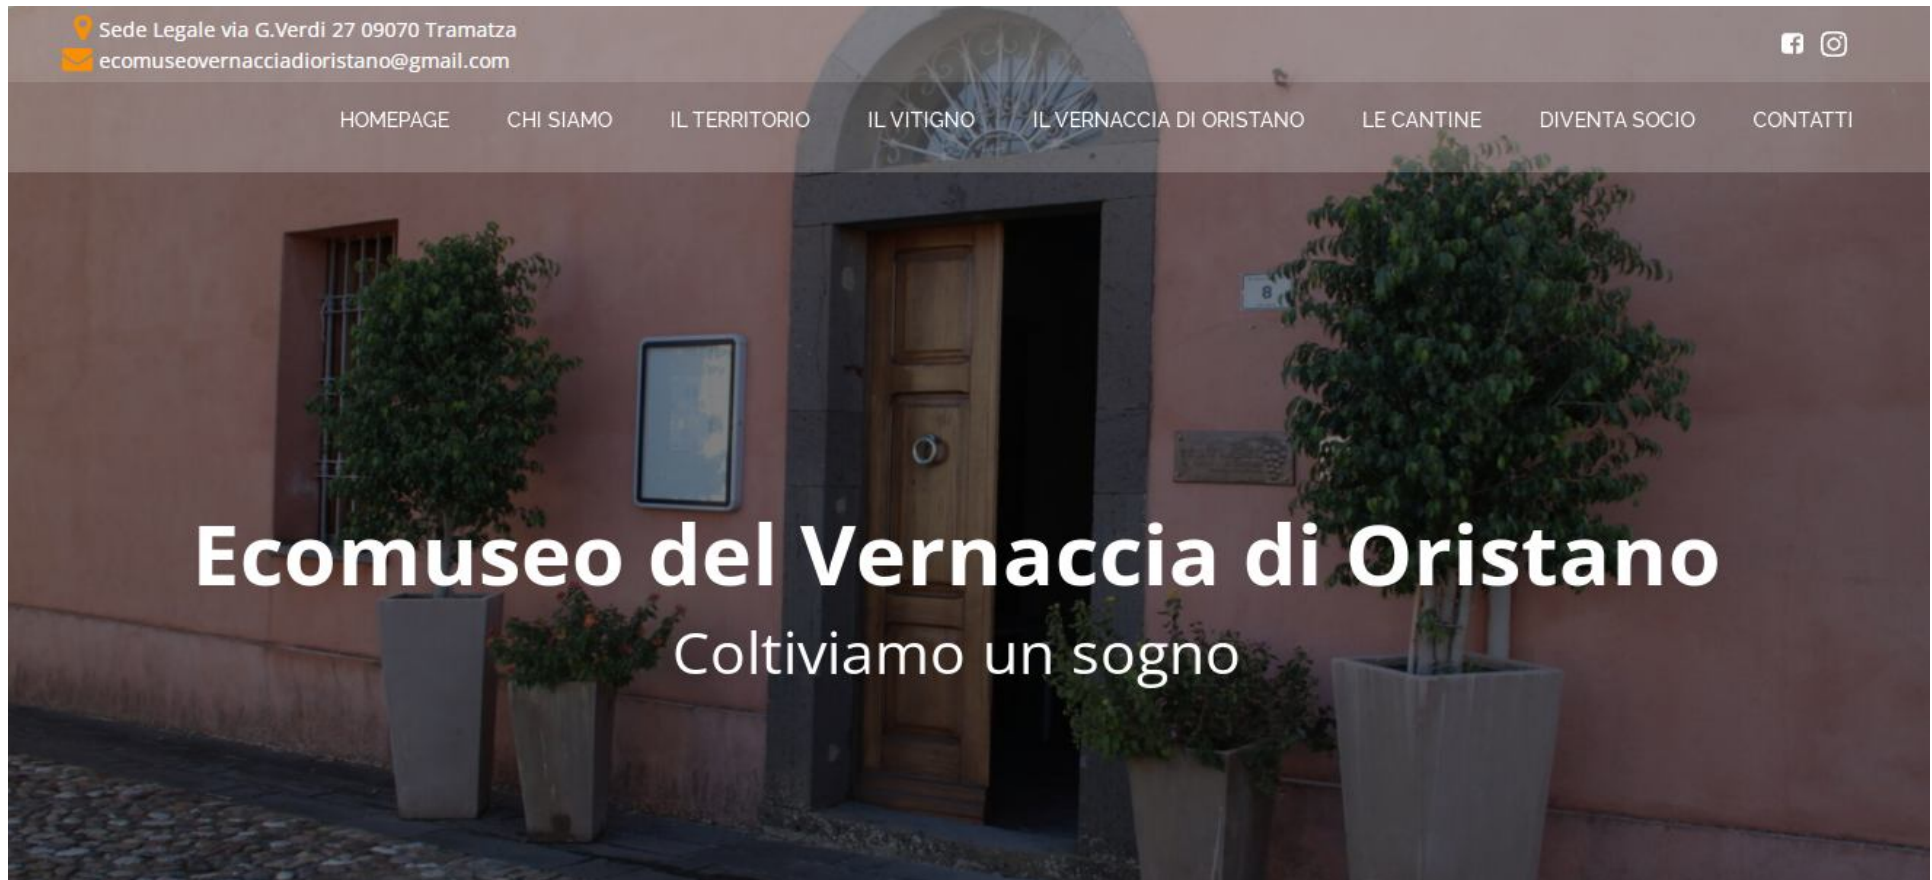 Sede Legale via G.Verdi 27 09070 Tramatza
ecomuseovernacciadioristano@gmail.com
HOMEPAGE CHI SIAMO IL TERRITORIO IL VITIGNO IL VERNACCIA DI ORISTANO LE CANTINE DIVENTA SOCIO CONTATTI
8
Ecomuseo del Vernaccia di Oristano
Coltiviamo un sogno